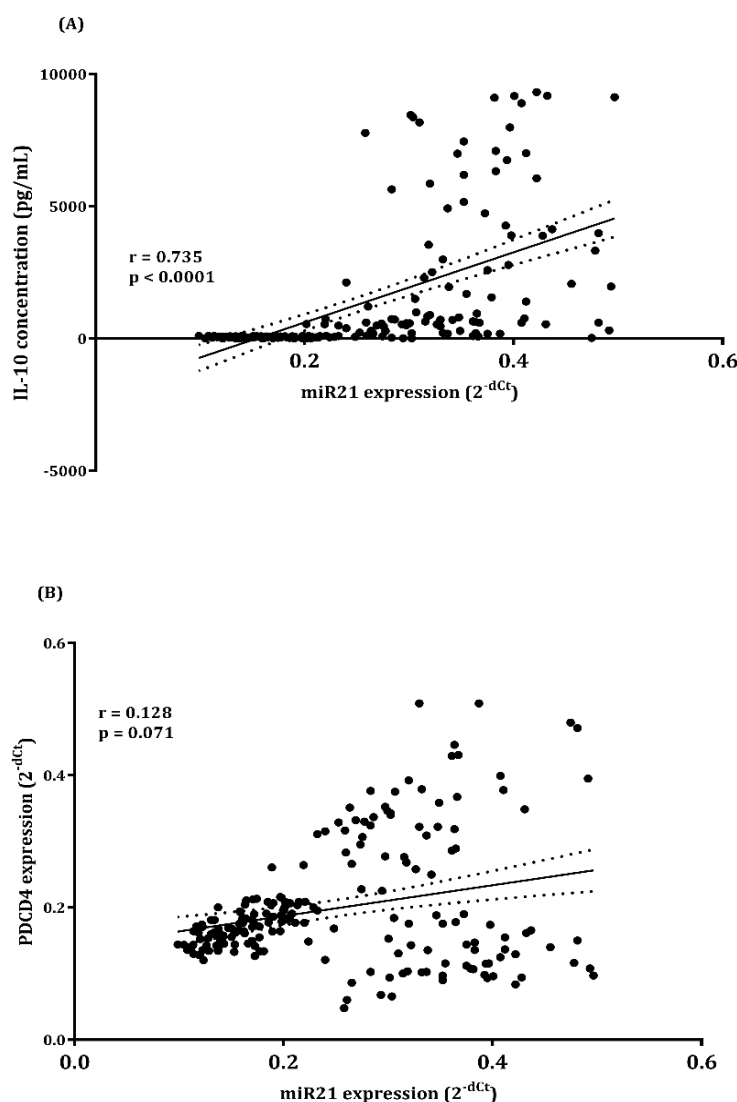 (A)
IL-10 concentration (pg/mL)
10000
5000
0
-5000
r = 0.735
p < 0.0001
0.2
0.4
0.6
miR21 expression (2^-dCt)
(B)
PDCD4 expression (2^-dCt)
0.6
0.4
0.2
0.0
r = 0.128
p = 0.071
0.0
0.2
0.4
0.6
miR21 expression (2^-dCt)